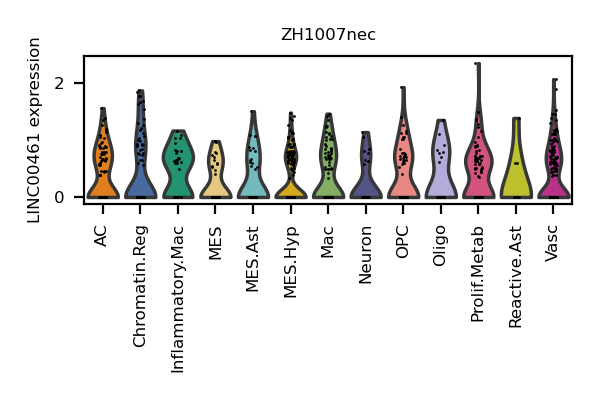 ZH1007nec
LINC00461 expression
2
0
AC
Chromatin.Reg
Inflammatory.Mac
MES
MES.Ast
MES.Hyp
Mac
Neuron
OPC
Oligo
Prolif.Metab
Reactive.Ast
Vasc